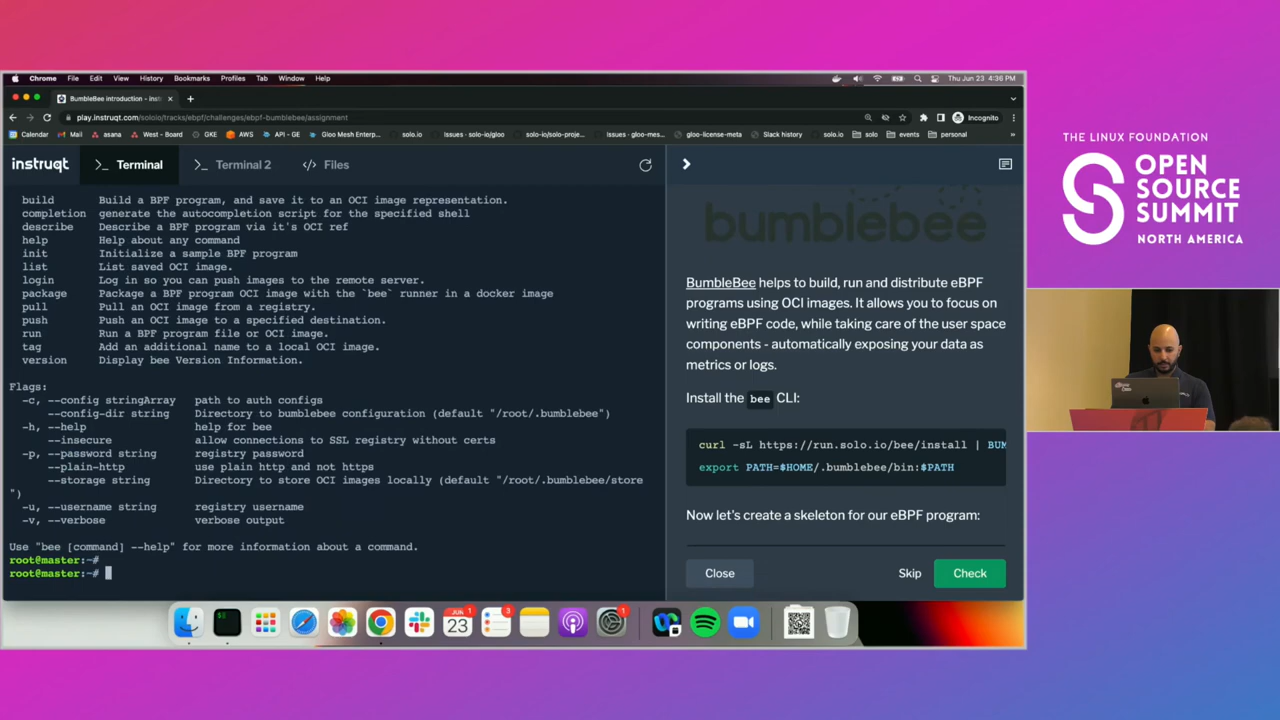 Chrome File Edit View History Bookmarks Profiles Tab Window Help Thu Jun 23 4:36 PM
BumbleBee introduction - inst
play.instruqt.com/soloio/tracks/ebpf/challenges/ebpf-bumblebee/assignment
Incognito
Calendar Mail asana West - Board GKE AWS API - GE Gloo Mesh Enterpr... solo.io Issues · solo-io/gloo solo-io/solo-proje... Issues · gloo-mes... gloo-license-meta Slack history solo.io solo events personal
instruqt
>_ Terminal
>_ Terminal 2
</> Files
build Build a BPF program, and save it to an OCI image representation.
completion generate the autocompletion script for the specified shell
describe Describe a BPF program via it's OCI ref
help Help about any command
init Initialize a sample BPF program
list List saved OCI image.
login Log in so you can push images to the remote server.
package Package a BPF program OCI image with the `bee` runner in a docker image
pull Pull an OCI image from a registry.
push Push an OCI image to a specified destination.
run Run a BPF program file or OCI image.
tag Add an additional name to a local OCI image.
version Display bee Version Information.
Flags:
-c, --config stringArray path to auth configs
--config-dir string Directory to bumblebee configuration (default "/root/.bumblebee")
-h, --help help for bee
--insecure allow connections to SSL registry without certs
-p, --password string registry password
--plain-http use plain http and not https
--storage string Directory to store OCI images locally (default "/root/.bumblebee/store
")
-u, --username string registry username
-v, --verbose verbose output
Use "bee [command] --help" for more information about a command.
root@master:~#
root@master:~#
bumblebee
BumbleBee helps to build, run and distribute eBPF
programs using OCI images. It allows you to focus on
writing eBPF code, while taking care of the user space
components - automatically exposing your data as
metrics or logs.
Install the bee CLI:
curl -sL https://run.solo.io/bee/install | BUM
export PATH=$HOME/.bumblebee/bin:$PATH
Now let's create a skeleton for our eBPF program:
Close
Skip
Check
JUN
23
1
3
1
THE LINUX FOUNDATION
OPEN
SOURCE
SUMMIT
NORTH AMERICA